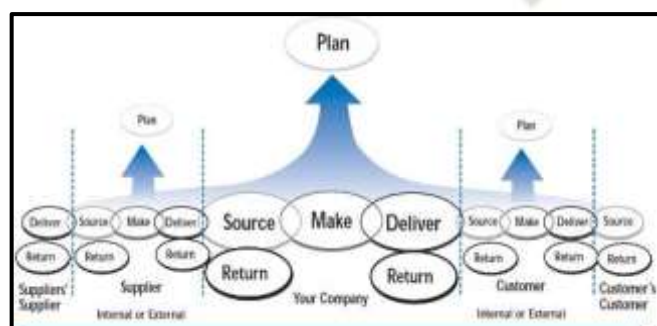 Plan
Plan
Plan
Deliver Source Make Deliver Source Make Deliver Source Make Deliver Source
Return Return Return Return Return Return Return Return
Suppliers' Supplier Your Company Customer Customer's
Supplier Customer
Internal or External Internal or External